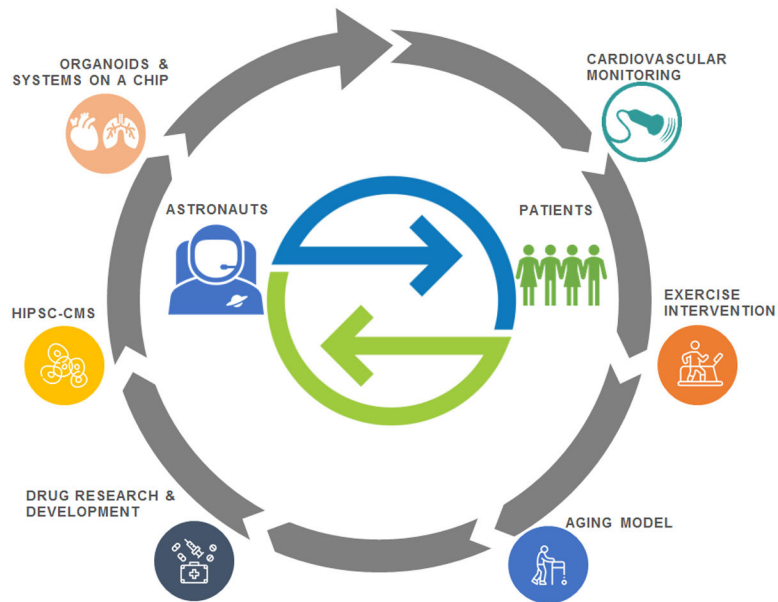 ORGANOIDS &
SYSTEMS ON A CHIP
CARDIOVASCULAR
MONITORING
ASTRONAUTS
PATIENTS
HIPSC-CMS
EXERCISE
INTERVENTION
DRUG RESEARCH &
DEVELOPMENT
AGING MODEL